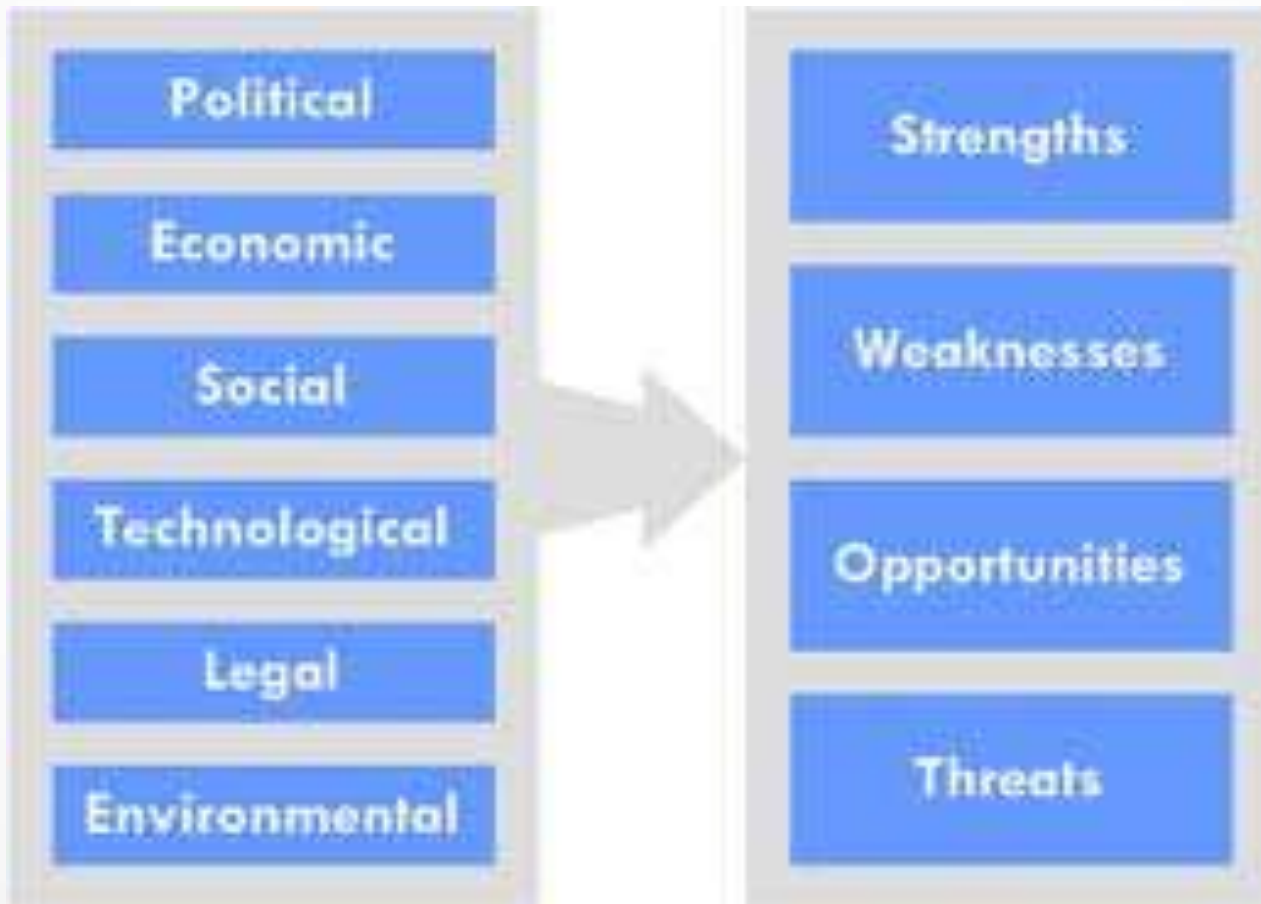 Political
Economic
Social
Technological
Legal
Environmental
Strengths
Weaknesses
Opportunities
Threats